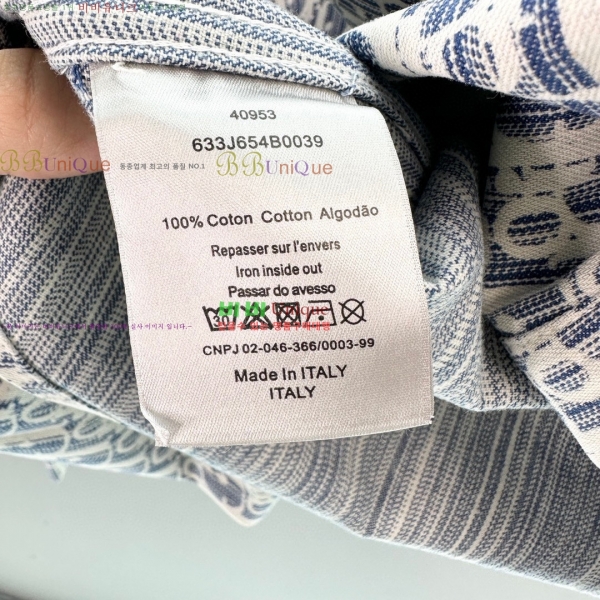 40953
633J654B0039
BBUniQue 동종업계 최고의 품질 NO.1 BBUniQue
100% Coton Cotton Algodão
Repasser sur l'envers
Iron inside out
Passar do avesso
Unique
30
CNPJ 02-046-366/0003-99
Made In ITALY
ITALY